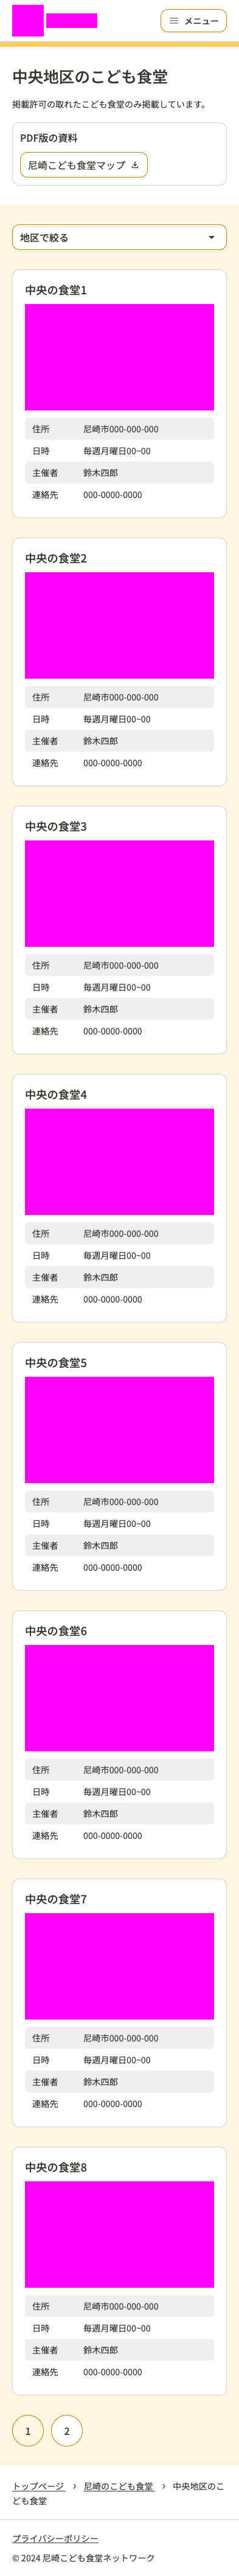 メニュー
中央地区のこども食堂
掲載許可の取れたこども食堂のみ掲載しています。
PDF版の資料
尼崎こども食堂マップ
地区で絞る
中央の食堂1
住所 尼崎市000-000-000
日時 毎週月曜日00~00
主催者 鈴木四郎
連絡先 000-0000-0000
中央の食堂2
住所 尼崎市000-000-000
日時 毎週月曜日00~00
主催者 鈴木四郎
連絡先 000-0000-0000
中央の食堂3
住所 尼崎市000-000-000
日時 毎週月曜日00~00
主催者 鈴木四郎
連絡先 000-0000-0000
中央の食堂4
住所 尼崎市000-000-000
日時 毎週月曜日00~00
主催者 鈴木四郎
連絡先 000-0000-0000
中央の食堂5
住所 尼崎市000-000-000
日時 毎週月曜日00~00
主催者 鈴木四郎
連絡先 000-0000-0000
中央の食堂6
住所 尼崎市000-000-000
日時 毎週月曜日00~00
主催者 鈴木四郎
連絡先 000-0000-0000
中央の食堂7
住所 尼崎市000-000-000
日時 毎週月曜日00~00
主催者 鈴木四郎
連絡先 000-0000-0000
中央の食堂8
住所 尼崎市000-000-000
日時 毎週月曜日00~00
主催者 鈴木四郎
連絡先 000-0000-0000
1 2
トップページ > 尼崎のこども食堂 > 中央地区のこ
ども食堂
プライバシーポリシー
© 2024 尼崎こども食堂ネットワーク